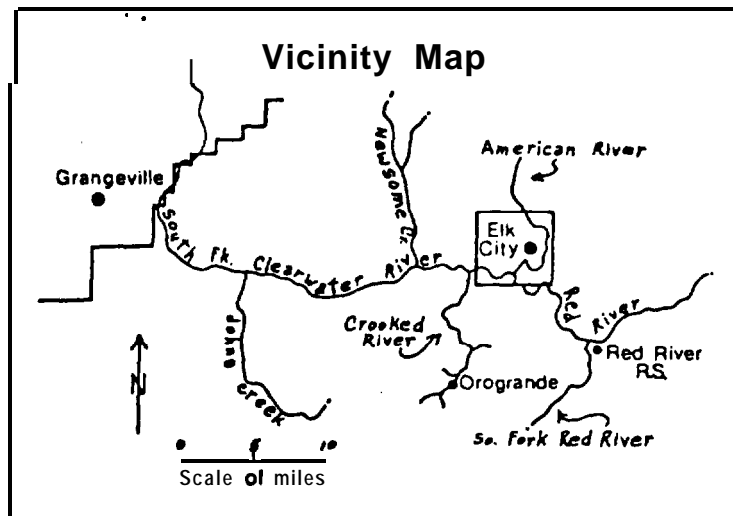 Vicinity Map
American River
Grangeville
Newsome Cr.
Elk
City
South Fk. Clearwater River
Red River
Crooked
River
Johns Creek
Red River
R.S.
Orogrande
N
So. Fork Red River
0 5 10
Scale of miles